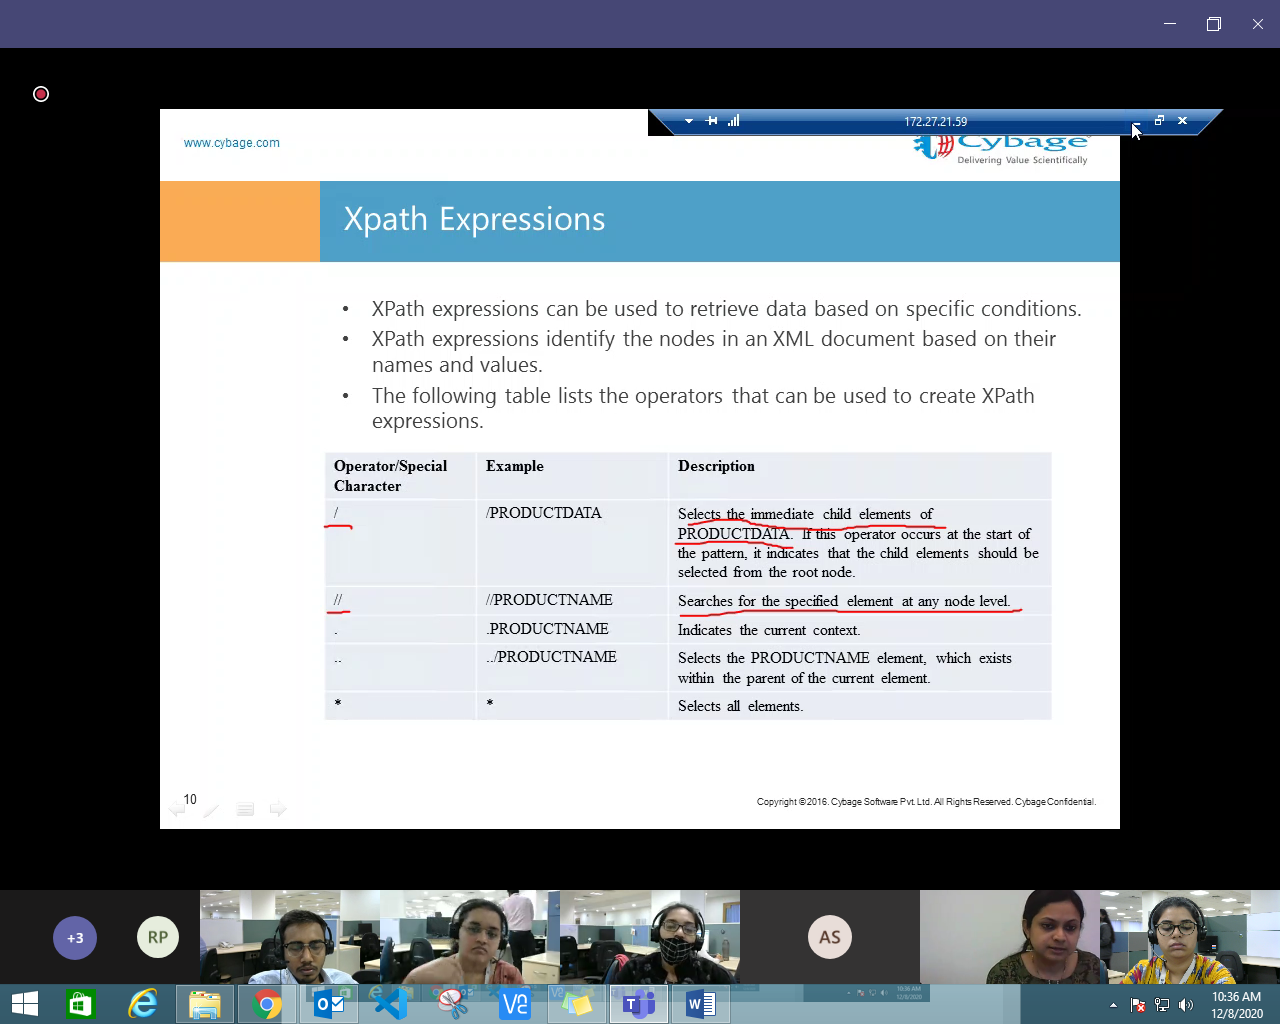 172.27.21.59
www.cybage.com
Cybage
Delivering Value Scientifically
Xpath Expressions
• XPath expressions can be used to retrieve data based on specific conditions.
• XPath expressions identify the nodes in an XML document based on their
names and values.
• The following table lists the operators that can be used to create XPath
expressions.
Operator/Special Example Description
Character
/ /PRODUCTDATA Selects the immediate child elements of
PRODUCTDATA. If this operator occurs at the start of
the pattern, it indicates that the child elements should be
selected from the root node.
// //PRODUCTNAME Searches for the specified element at any node level.
. .PRODUCTNAME Indicates the current context.
.. ../PRODUCTNAME Selects the PRODUCTNAME element, which exists
within the parent of the current element.
* * Selects all elements.
10
Copyright © 2016. Cybage Software Pvt. Ltd. All Rights Reserved. Cybage Confidential.
+3 RP AS
10:36 AM
12/8/2020
10:36 AM
12/8/2020